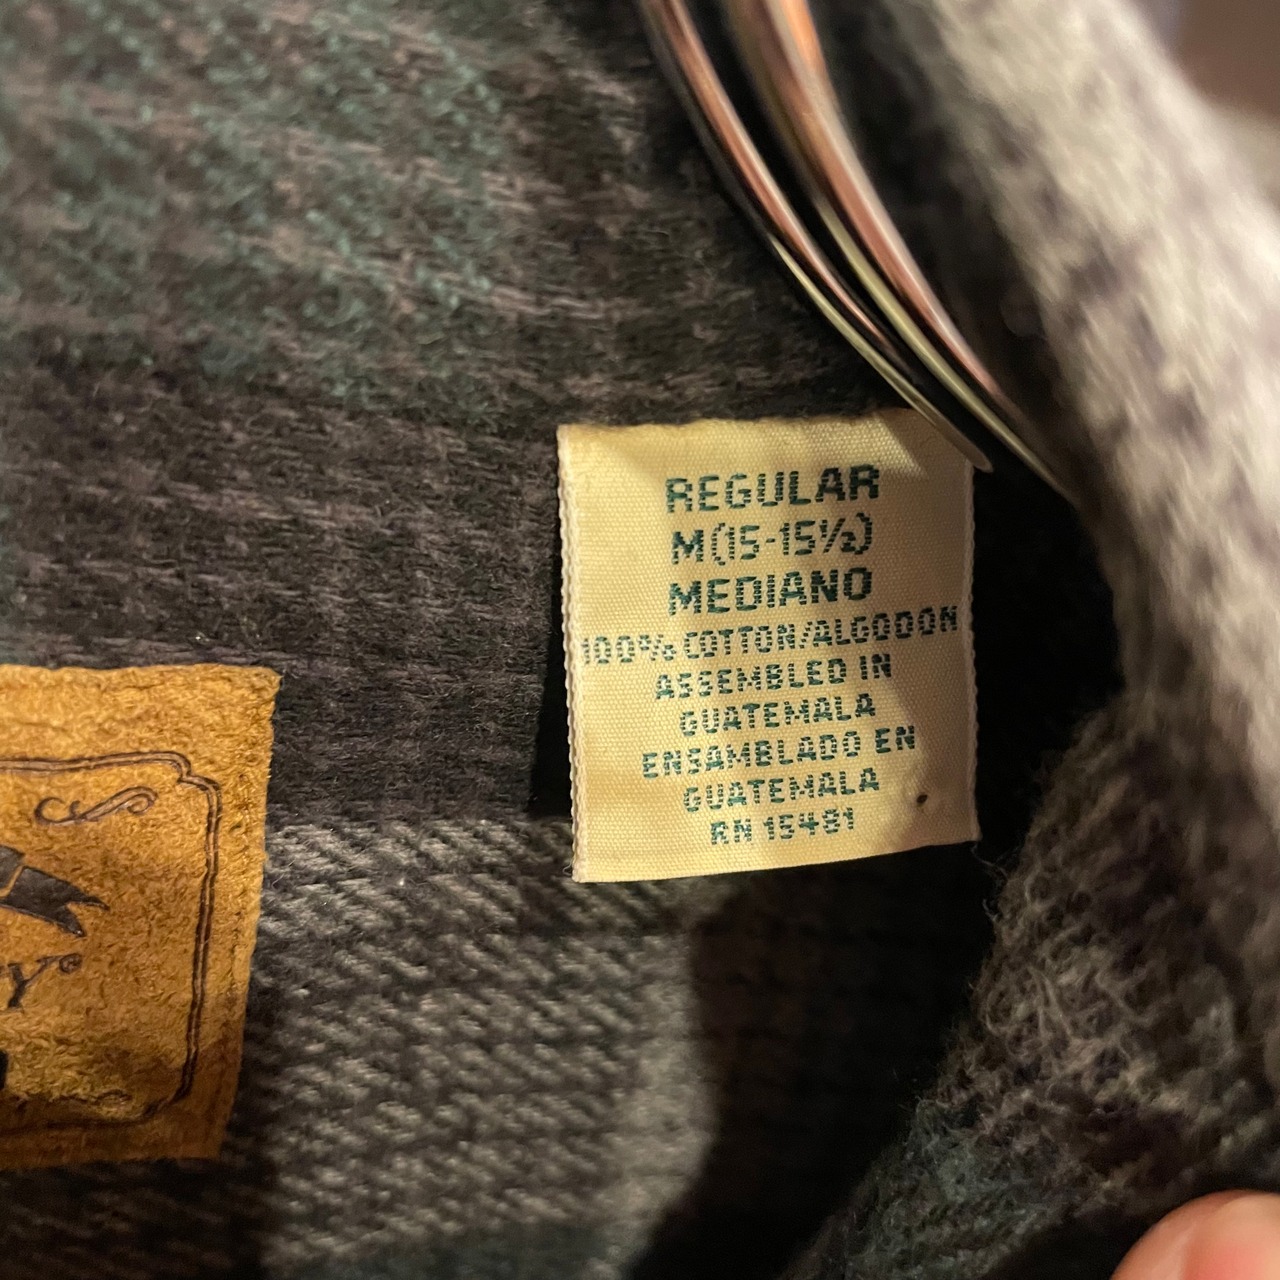 REGULAR
M(15-15½)
MEDIANO
100% COTTON/ALGODON
ASSEMBLED IN
GUATEMALA
ENSAMBLADO EN
GUATEMALA
RN 15481
Y®